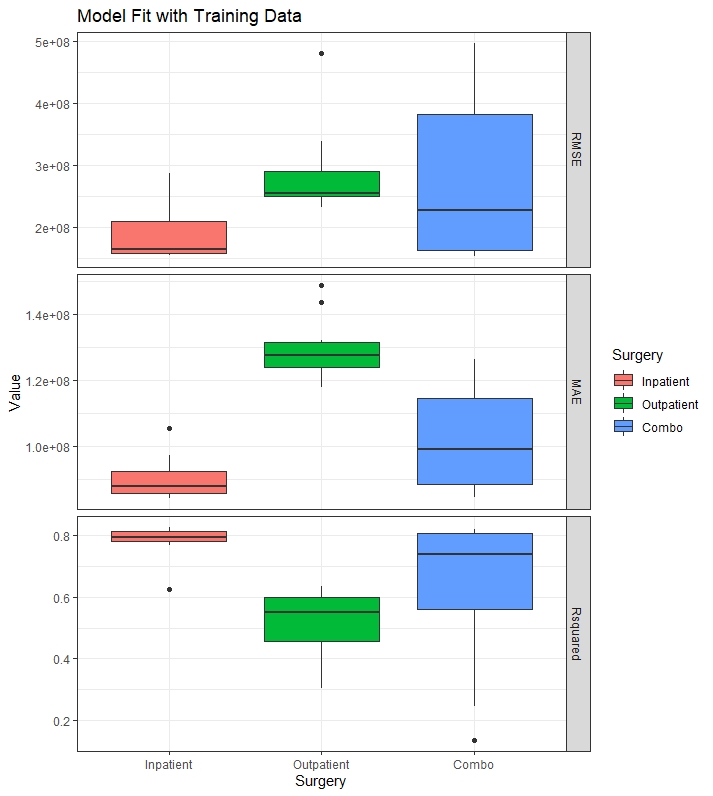 Model Fit with Training Data
5e+08
4e+08
3e+08
2e+08
RMSE
1.4e+08
1.2e+08
1.0e+08
MAE
Value
0.8
0.6
0.4
0.2
Rsquared
Inpatient Outpatient Combo
Surgery
Surgery
Inpatient
Outpatient
Combo